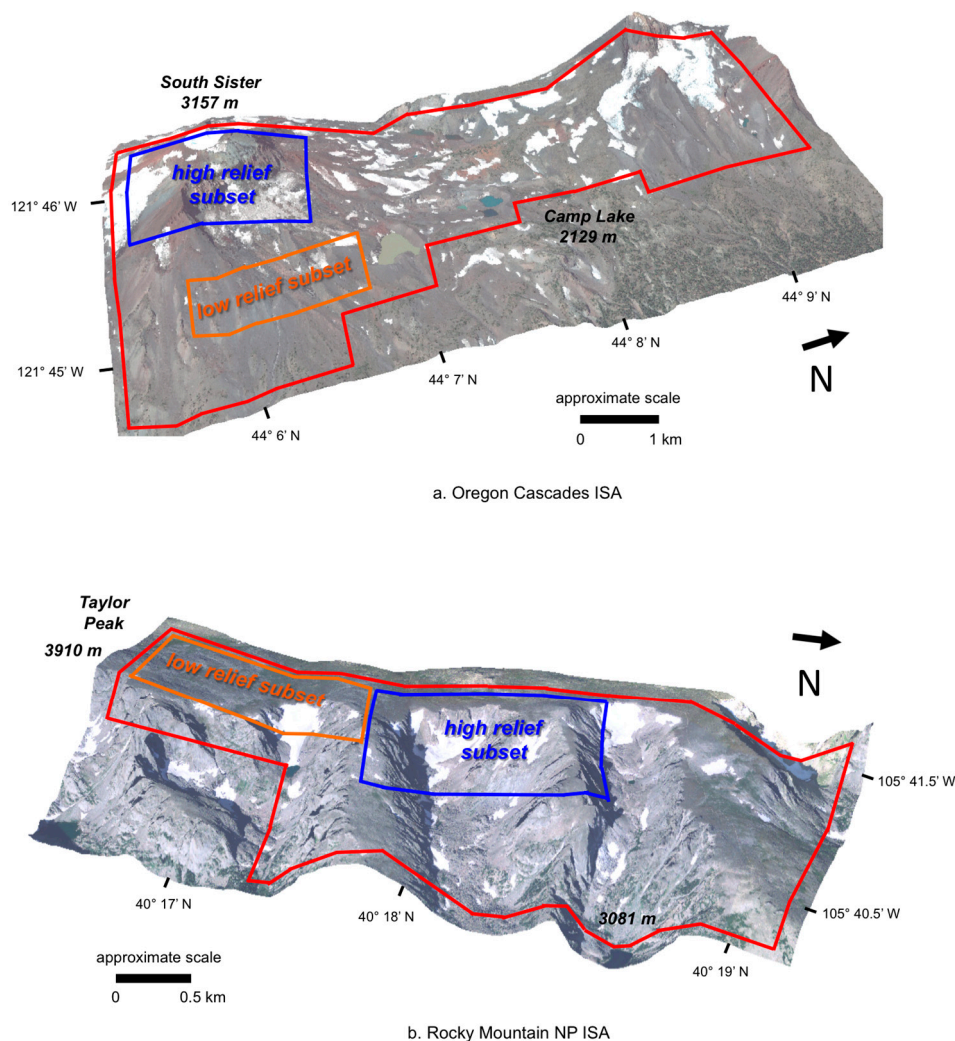 South Sister
3157 m
high relief
subset
121° 46’ W
Camp Lake
2129 m
low relief subset
44° 9’ N
44° 8’ N
121° 45’ W
44° 7’ N
N
approximate scale
44° 6’ N
0 1 km
a. Oregon Cascades ISA
Taylor
Peak
3910 m
N
low relief subset
high relief
subset
105° 41.5’ W
40° 17’ N
40° 18’ N
3081 m
105° 40.5’ W
approximate scale
40° 19’ N
0 0.5 km
b. Rocky Mountain NP ISA